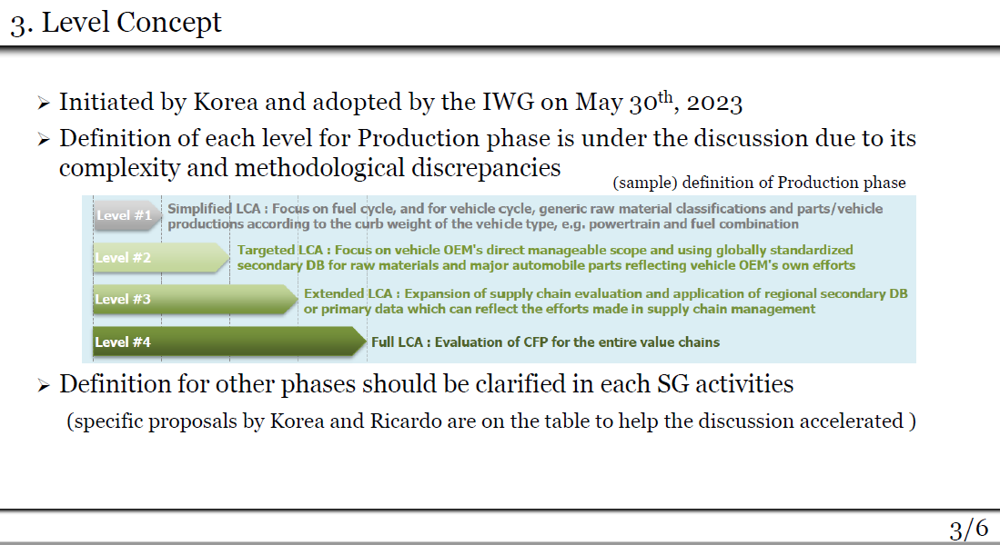 3. Level Concept
➢ Initiated by Korea and adopted by the IWG on May 30th, 2023
➢ Definition of each level for Production phase is under the discussion due to its
complexity and methodological discrepancies
(sample) definition of Production phase
Level #1
Simplified LCA : Focus on fuel cycle, and for vehicle cycle, generic raw material classifications and parts/vehicle
productions according to the curb weight of the vehicle type, e.g. powertrain and fuel combination
Level #2
Targeted LCA : Focus on vehicle OEM's direct manageable scope and using globally standardized
secondary DB for raw materials and major automobile parts reflecting vehicle OEM's own efforts
Level #3
Extended LCA : Expansion of supply chain evaluation and application of regional secondary DB
or primary data which can reflect the efforts made in supply chain management
Level #4
Full LCA : Evaluation of CFP for the entire value chains
➢ Definition for other phases should be clarified in each SG activities
(specific proposals by Korea and Ricardo are on the table to help the discussion accelerated )
3/6